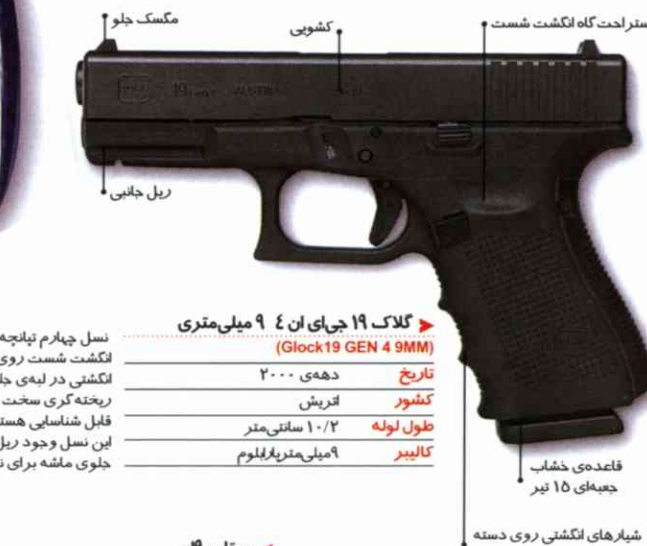 مگسک جلو
کشویی
استراحت گاه انگشت شست
19
AUSTRIA
ریل جانبی
گلاک ۱۹ جی‌ای ان ٤ ۹ میلی‌متری
(Glock19 GEN 4 9MM)
تاریخ دهه‌ی ۲۰۰۰
کشور اتریش
طول لوله ۱۰/۲ سانتی‌متر
کالیبر ۹میلی‌مترپارابلوم
نسل چهارم تپانچه
انگشت شست روی
انگشتی در لبه‌ی
ریخته‌گری سخت
قابل شناسایی
این نسل وجود ریل
جلوی ماشه برای
قاعده‌ی خشاب
جعبه‌ای ۱۵ تیر
شیارهای انگشتی روی دسته